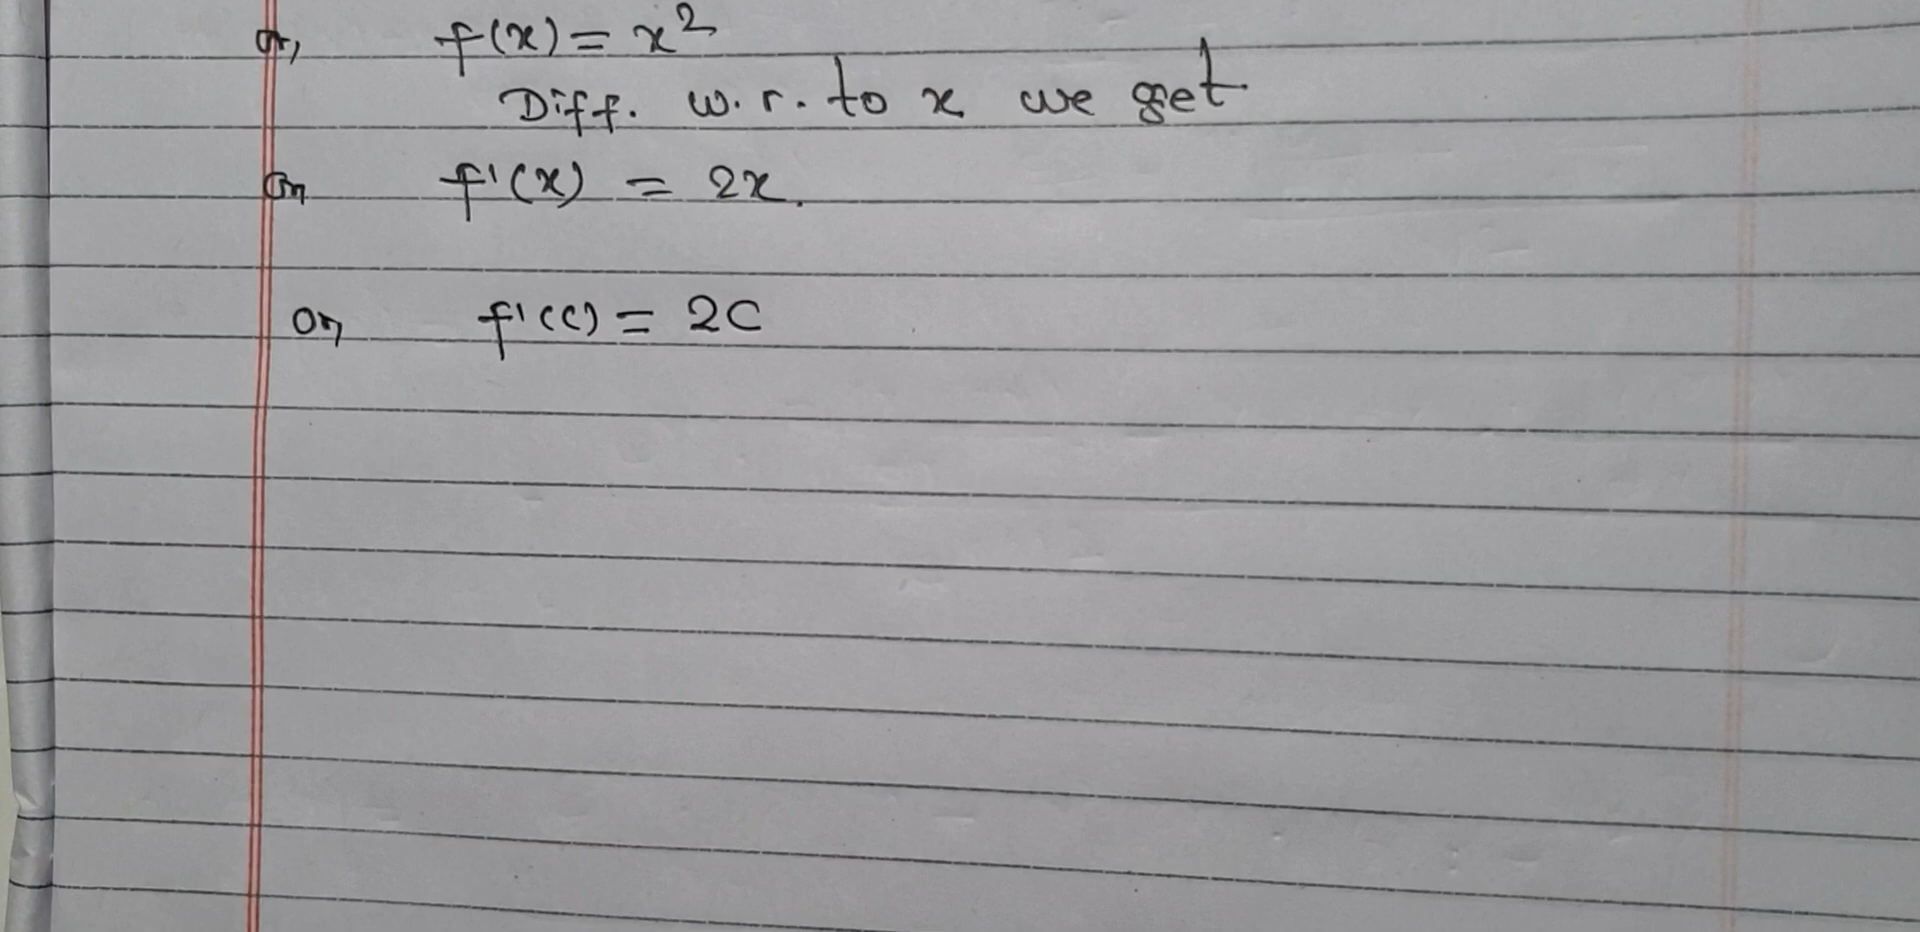 or, f(x) = x²
Diff. w.r. to x we get
or f'(x) = 2x.
or f'(c) = 2C